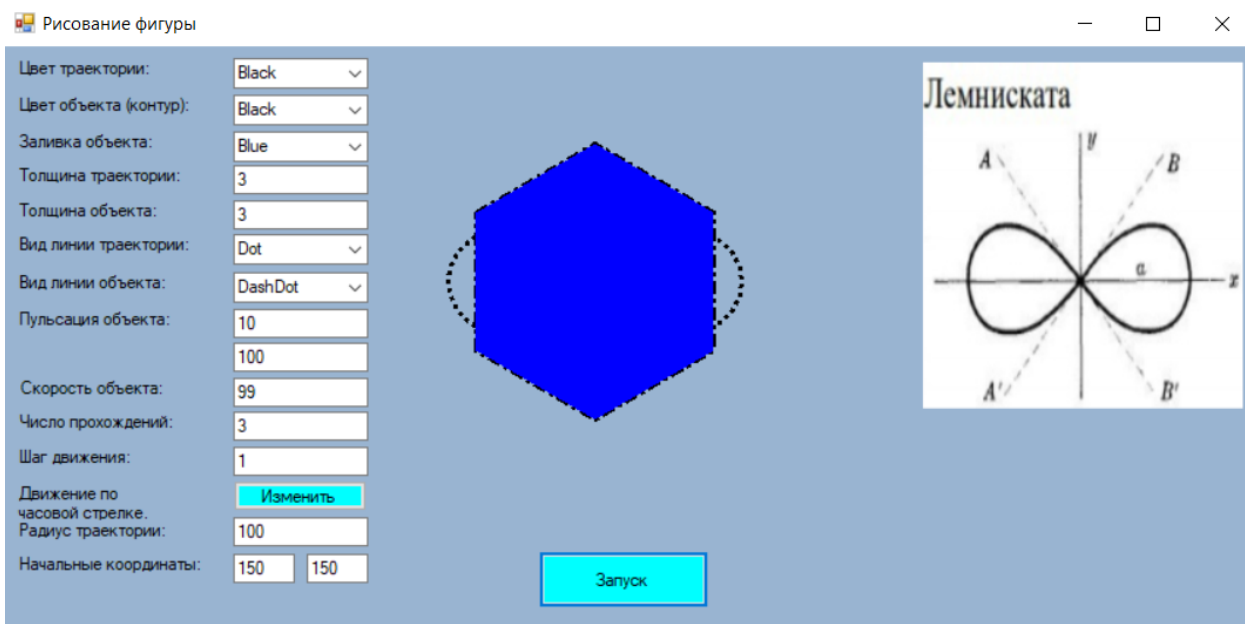 Рисование фигуры
Цвет траектории: Black
Цвет объекта (контур): Black
Заливка объекта: Blue
Толщина траектории: 3
Толщина объекта: 3
Вид линии траектории: Dot
Вид линии объекта: DashDot
Пульсация объекта: 10
100
Скорость объекта: 99
Число прохождений: 3
Шаг движения: 1
Движение по
часовой стрелке. Изменить
Радиус траектории: 100
Начальные координаты: 150 150
Запуск
Лемниската
y
A B
a
x
A' B'